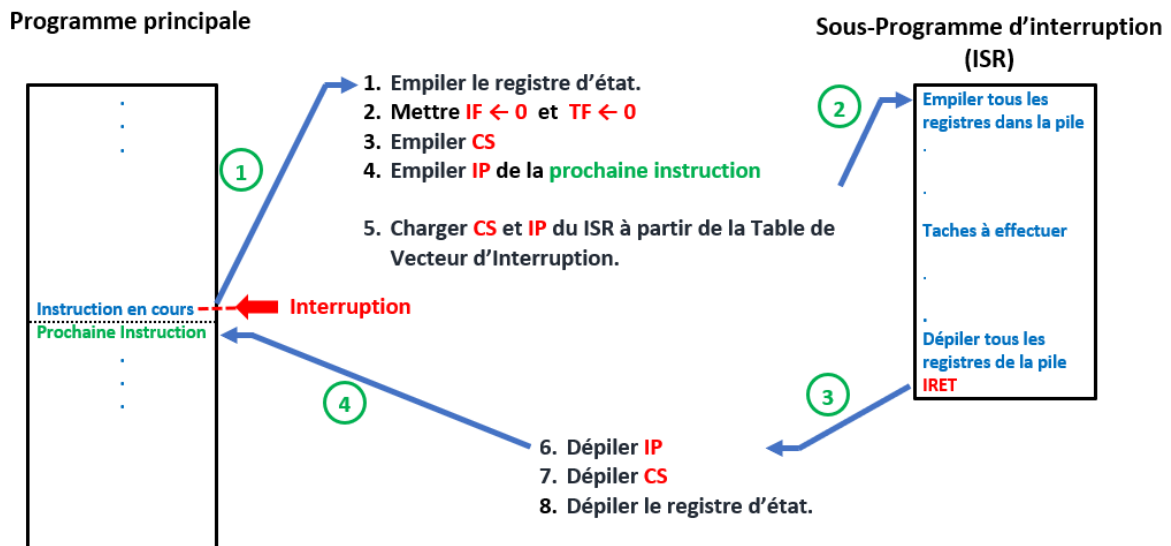 Programme principale
Sous-Programme d'interruption
(ISR)
1. Empiler le registre d'état.
2. Mettre IF ← 0 et TF ← 0
3. Empiler CS
4. Empiler IP de la prochaine instruction
5. Charger CS et IP du ISR à partir de la Table de
Vecteur d'Interruption.
1
2
Empiler tous les
registres dans la pile
Taches à effectuer
Dépiler tous les
registres de la pile
IRET
Instruction en cours
Interruption
Prochaine Instruction
3
4
6. Dépiler IP
7. Dépiler CS
8. Dépiler le registre d'état.